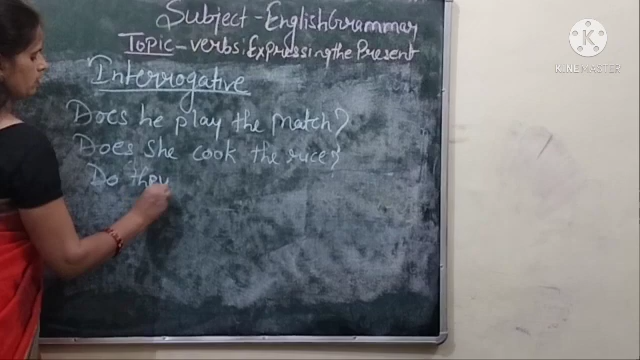 Subject - English Grammar
Topic - verbs: Expressing the Present
KINEMASTER
Interrogative
Does he play the match?
Does she cook the rice?
Do they